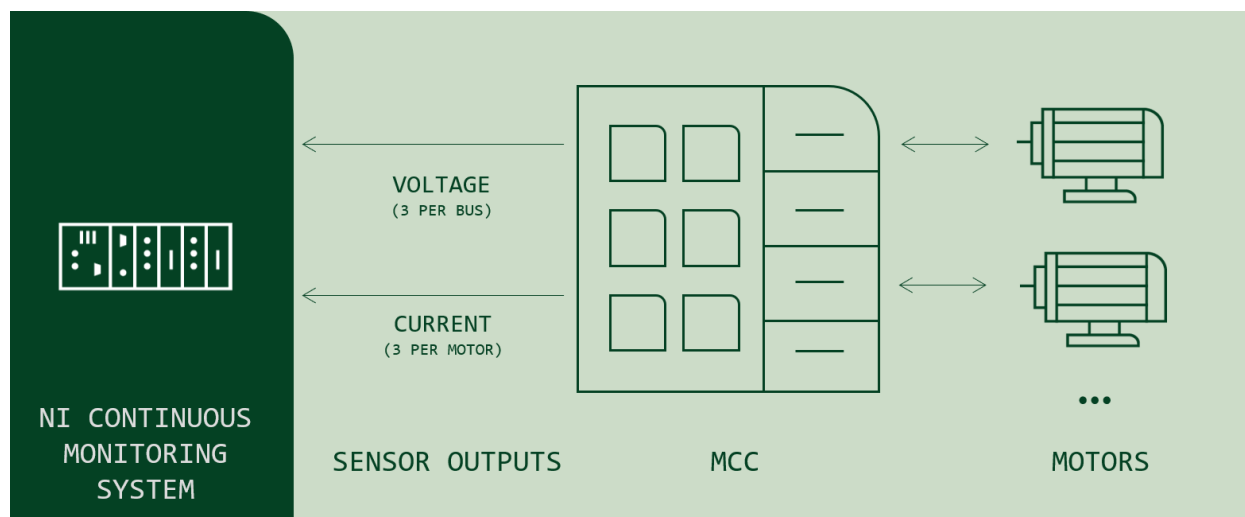 VOLTAGE
(3 PER BUS)
CURRENT
(3 PER MOTOR)
NI CONTINUOUS
MONITORING
SYSTEM
SENSOR OUTPUTS
MCC
MOTORS